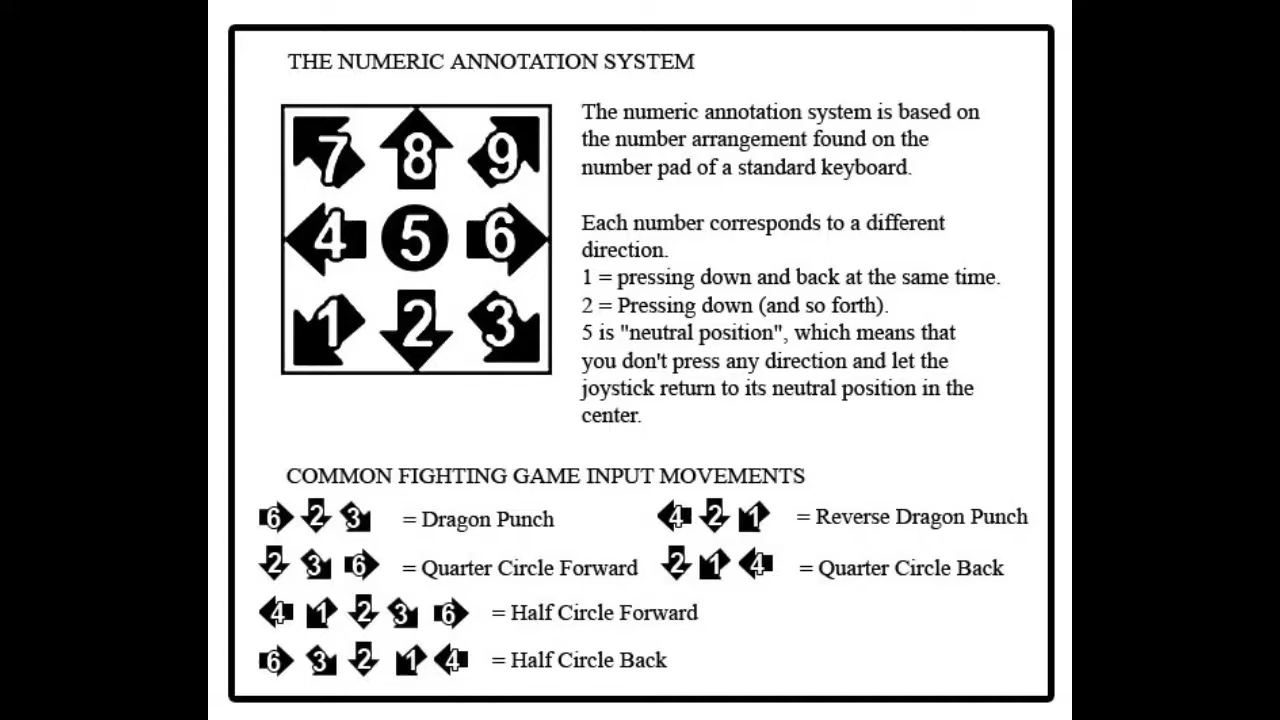 THE NUMERIC ANNOTATION SYSTEM
7 8 9
4 5 6
1 2 3
The numeric annotation system is based on
the number arrangement found on the
number pad of a standard keyboard.
Each number corresponds to a different
direction.
1 = pressing down and back at the same time.
2 = Pressing down (and so forth).
5 is "neutral position", which means that
you don't press any direction and let the
joystick return to its neutral position in the
center.
COMMON FIGHTING GAME INPUT MOVEMENTS
6 2 3 = Dragon Punch
4 2 1 = Reverse Dragon Punch
2 3 6 = Quarter Circle Forward
2 1 4 = Quarter Circle Back
4 1 2 3 6 = Half Circle Forward
6 3 2 1 4 = Half Circle Back